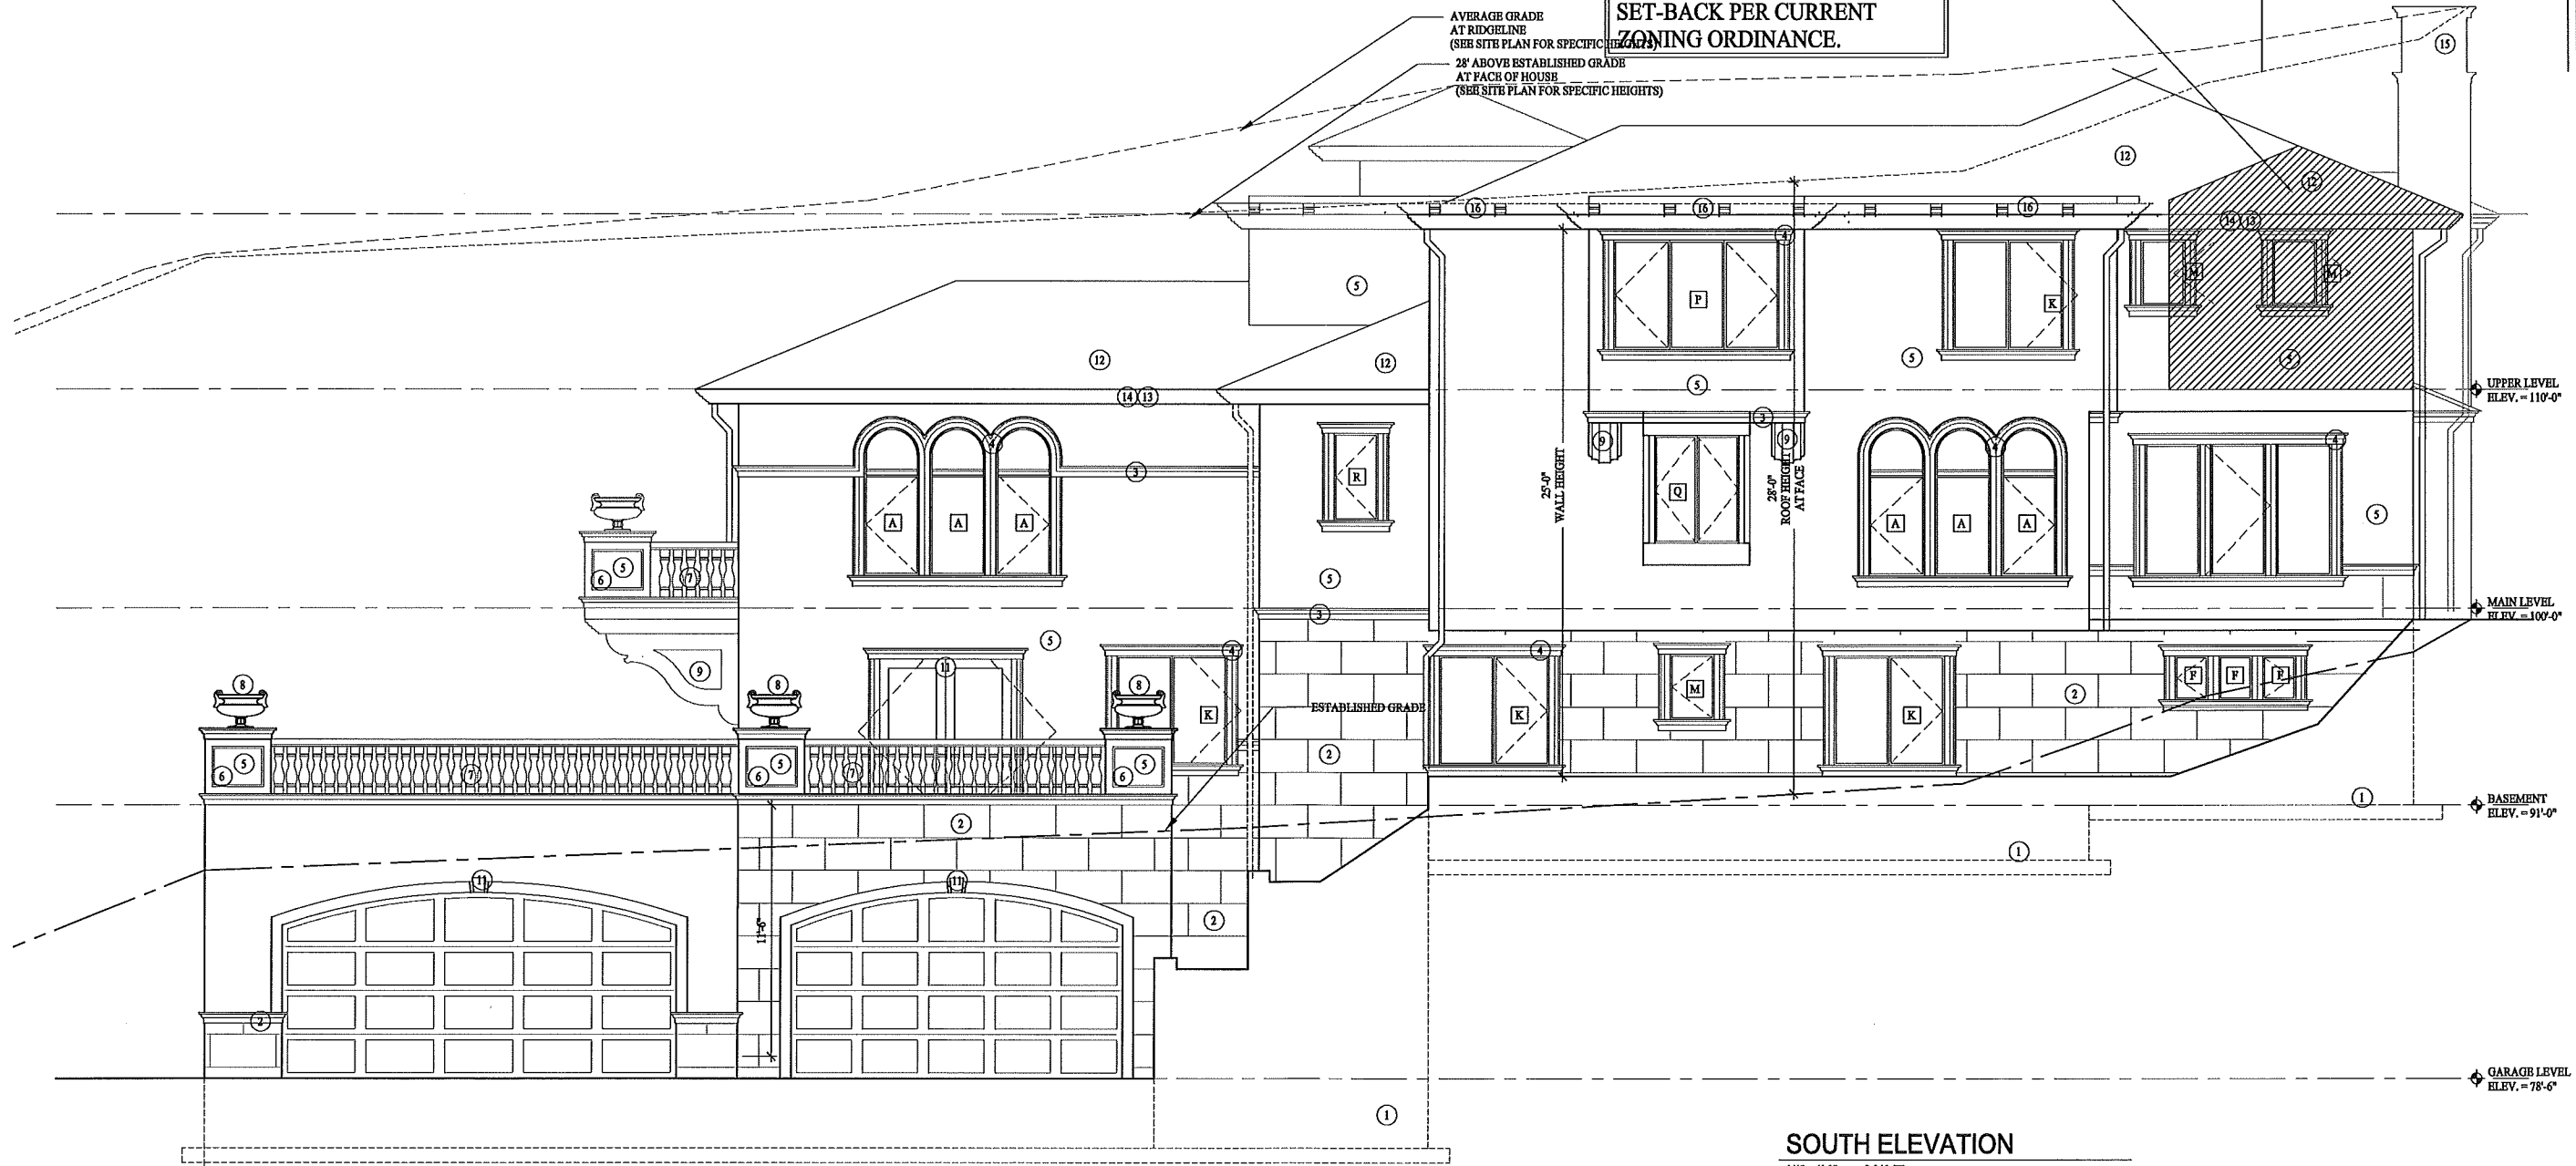 AVERAGE GRADE
AT RIDGELINE
(SEE SITE PLAN FOR SPECIFIC HEIGHTS)
28' ABOVE ESTABLISHED GRADE
AT FACE OF HOUSE
(SEE SITE PLAN FOR SPECIFIC HEIGHTS)
SET-BACK PER CURRENT
ZONING ORDINANCE.
15
12
12
16
16
16
4
14 13
M
M
5
P
K
12
12
5
5
5
UPPER LEVEL
ELEV. = 110'-0"
14 13
3
9
9
4
4
4
3
R
Q
25'-0"
WALL HEIGHT
28'-0"
ROOF HEIGHT
AT FACE
A
A
A
A
A
A
5
5
6
7
5
3
MAIN LEVEL
ELEV. = 100'-0"
5
4
4
11
9
8
8
8
K
ESTABLISHED GRADE
K
M
K
2
F
F
F
5
6
7
5
6
7
5
6
2
1
BASEMENT
ELEV. = 91'-0"
2
1
11
11
11'-6"
2
2
GARAGE LEVEL
ELEV. = 78'-6"
1
SOUTH ELEVATION